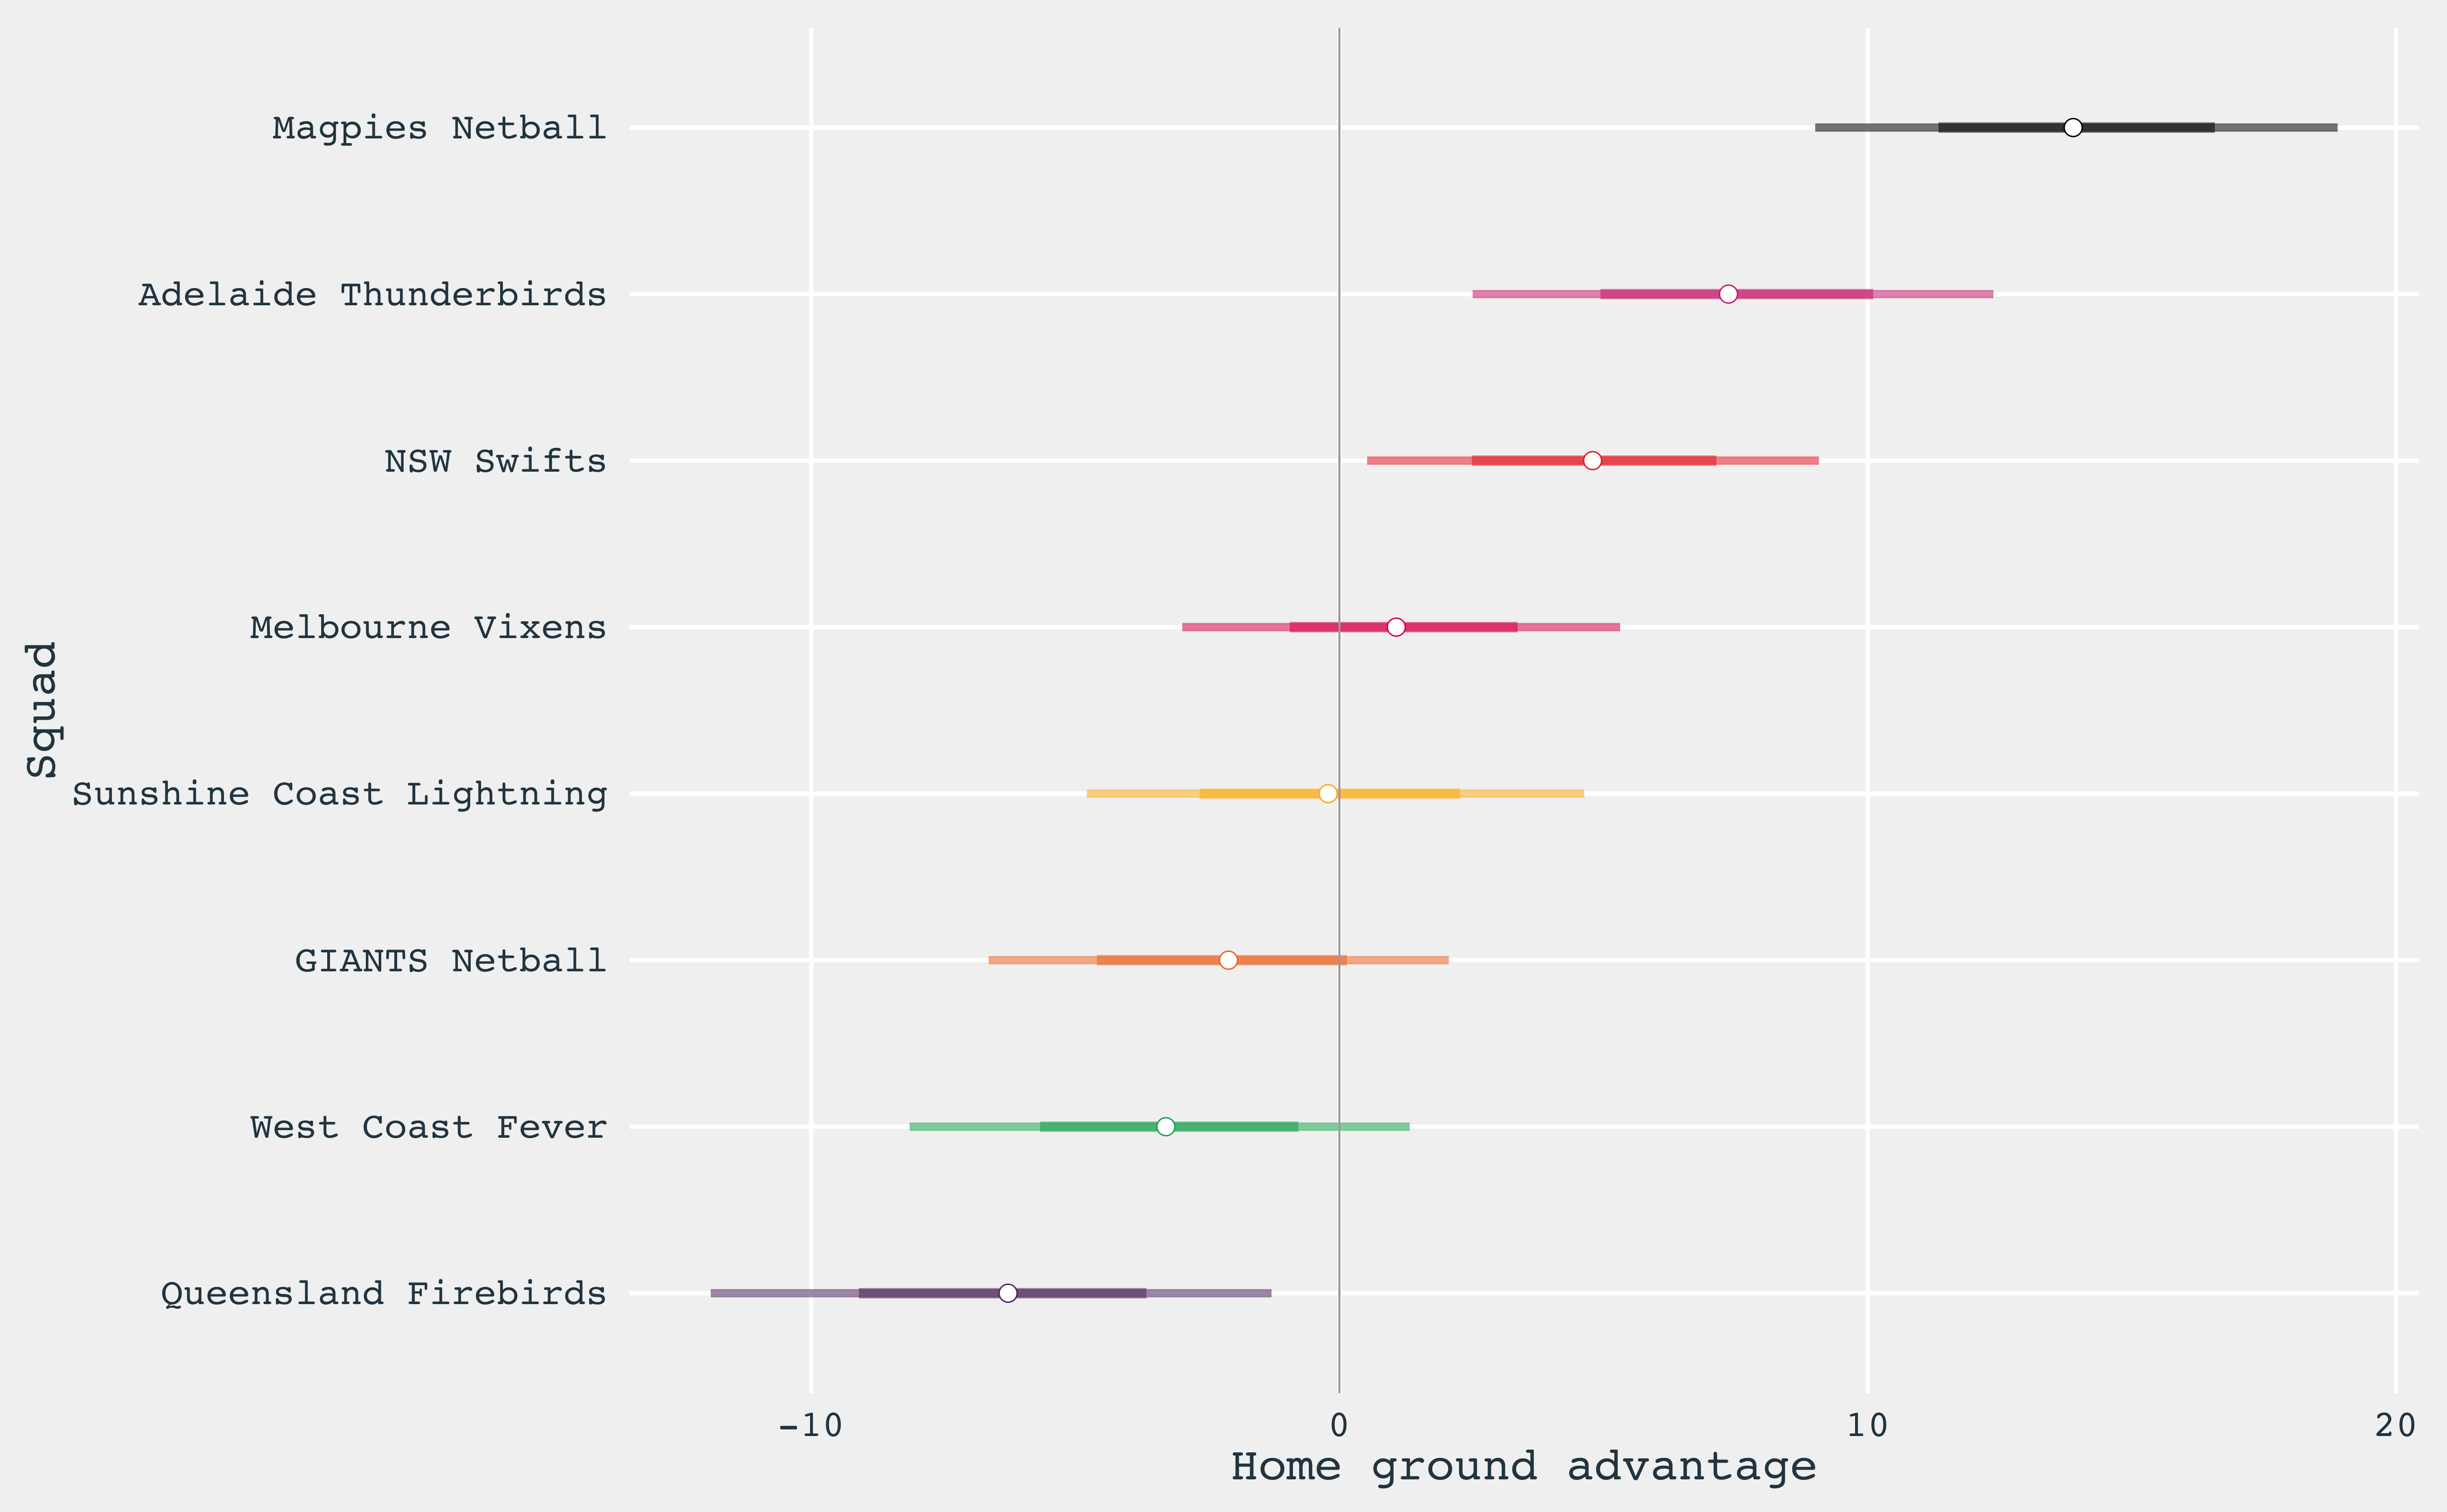 Magpies Netball
Adelaide Thunderbirds
NSW Swifts
Melbourne Vixens
Squad
Sunshine Coast Lightning
GIANTS Netball
West Coast Fever
Queensland Firebirds
-10 0 10 20
Home ground advantage